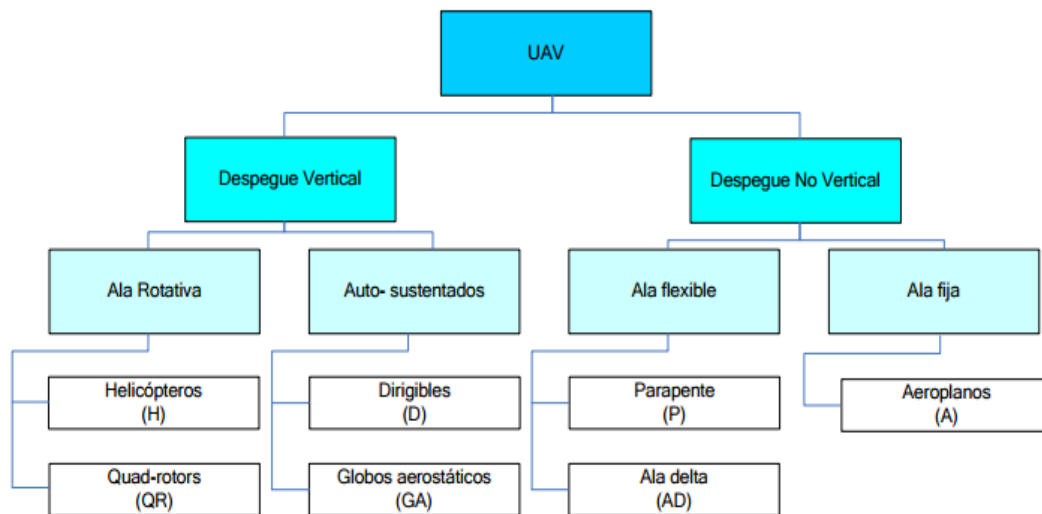 UAV
Despegue Vertical
Despegue No Vertical
Ala Rotativa
Auto- sustentados
Ala flexible
Ala fija
Helicópteros
(H)
Dirigibles
(D)
Parapente
(P)
Aeroplanos
(A)
Quad-rotors
(QR)
Globos aerostáticos
(GA)
Ala delta
(AD)